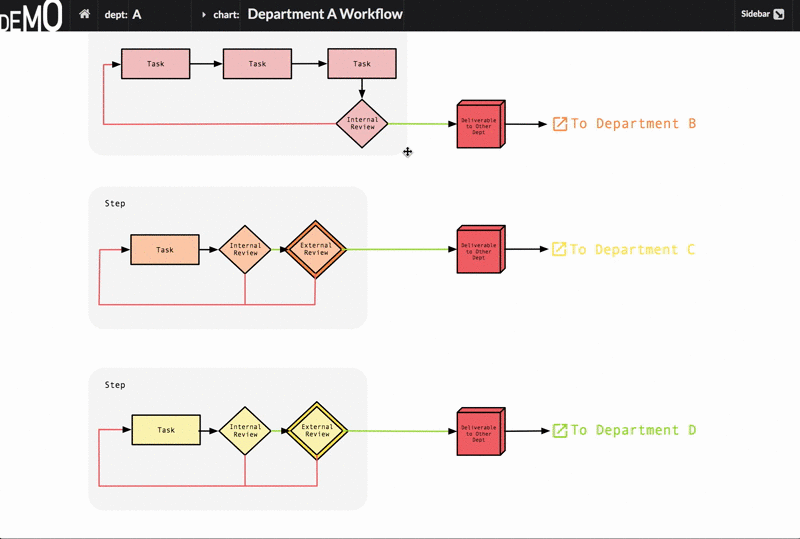 DEMO
dept: A
chart: Department A Workflow
Sidebar
Task
Task
Task
Internal
Review
Deliverable
to Other
Dept
To Department B
Step
Task
Internal
Review
External
Review
Deliverable
to Other
Dept
To Department C
Step
Task
Internal
Review
External
Review
Deliverable
to Other
Dept
To Department D